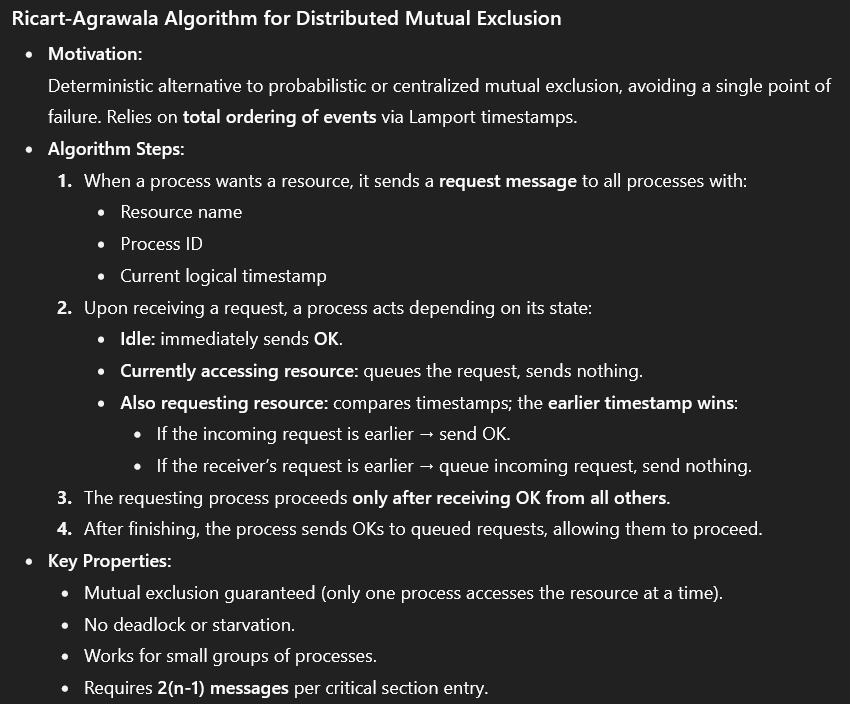 Ricart-Agrawala Algorithm for Distributed Mutual Exclusion
• Motivation:
Deterministic alternative to probabilistic or centralized mutual exclusion, avoiding a single point of
failure. Relies on total ordering of events via Lamport timestamps.
• Algorithm Steps:
1. When a process wants a resource, it sends a request message to all processes with:
• Resource name
• Process ID
• Current logical timestamp
2. Upon receiving a request, a process acts depending on its state:
• Idle: immediately sends OK.
• Currently accessing resource: queues the request, sends nothing.
• Also requesting resource: compares timestamps; the earlier timestamp wins:
• If the incoming request is earlier → send OK.
• If the receiver’s request is earlier → queue incoming request, send nothing.
3. The requesting process proceeds only after receiving OK from all others.
4. After finishing, the process sends OKs to queued requests, allowing them to proceed.
• Key Properties:
• Mutual exclusion guaranteed (only one process accesses the resource at a time).
• No deadlock or starvation.
• Works for small groups of processes.
• Requires 2(n-1) messages per critical section entry.